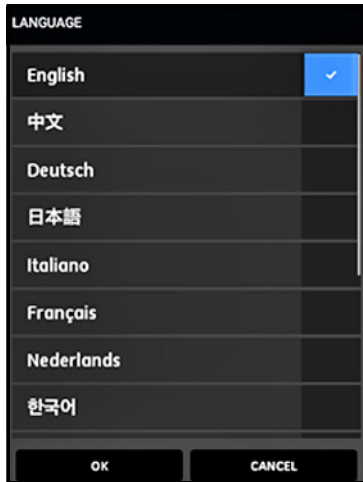 LANGUAGE
English
中文
Deutsch
日本語
Italiano
Français
Nederlands
한국어
OK CANCEL